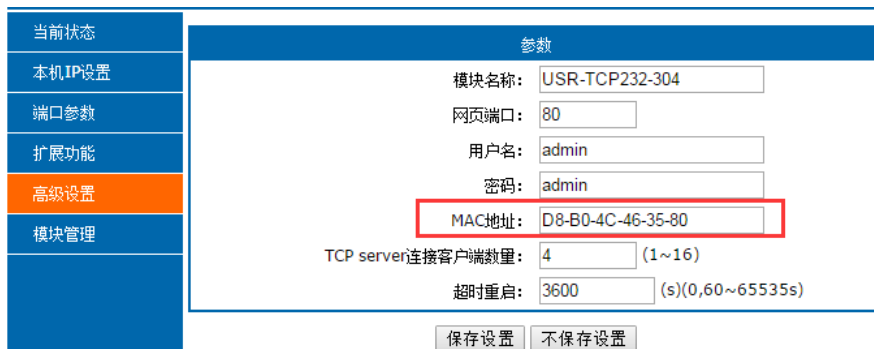 当前状态
本机IP设置
端口参数
扩展功能
高级设置
模块管理
参数
模块名称: USR-TCP232-304
网页端口: 80
用户名: admin
密码: admin
MAC地址: D8-B0-4C-46-35-80
TCP server连接客户端数量: 4 (1~16)
超时重启: 3600 (s)(0,60~65535s)
保存设置 不保存设置